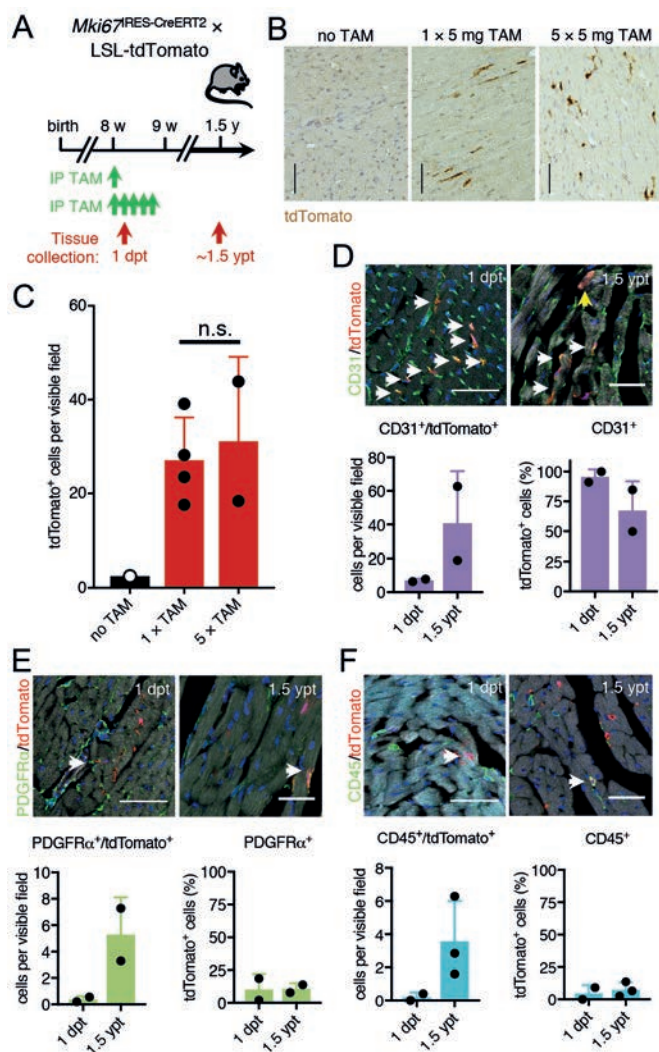 A
Mki67IRES-CreERT2 ×
LSL-tdTomato
birth 8 w 9 w 1.5 y
IP TAM
IP TAM
Tissue
collection: 1 dpt ~1.5 ypt
B
no TAM 1 × 5 mg TAM 5 × 5 mg TAM
tdTomato
C
tdTomato+ cells per visible field
60
40
20
0
n.s.
no TAM
1 × TAM
5 × TAM
D
CD31/tdTomato
1 dpt 1.5 ypt
CD31+/tdTomato+
cells per visible field
80
60
40
20
0
1 dpt
1.5 ypt
CD31+
tdTomato+ cells (%)
100
75
50
25
0
1 dpt
1.5 ypt
E
PDGFRα/tdTomato
1 dpt 1.5 ypt
PDGFRα+/tdTomato+
cells per visible field
8
6
4
2
0
1 dpt
1.5 ypt
PDGFRα+
tdTomato+ cells (%)
100
75
50
25
0
1 dpt
1.5 ypt
F
CD45/tdTomato
1 dpt 1.5 ypt
CD45+/tdTomato+
cells per visible field
8
6
4
2
0
1 dpt
1.5 ypt
CD45+
tdTomato+ cells (%)
100
75
50
25
0
1 dpt
1.5 ypt